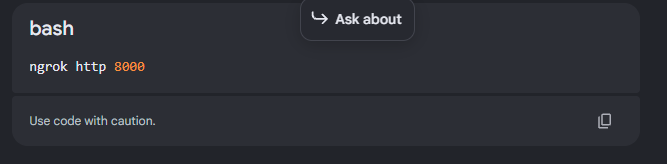 Ask about
bash
ngrok http 8000
Use code with caution.